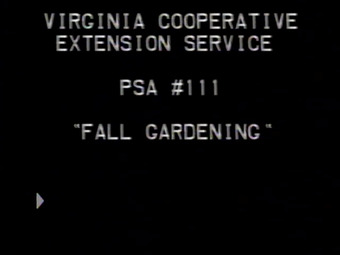 VIRGINIA COOPERATIVE
EXTENSION SERVICE
PSA #111
"FALL GARDENING"